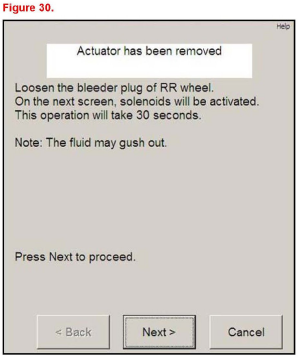 Figure 30.
Help
Actuator has been removed
Loosen the bleeder plug of RR wheel.
On the next screen, solenoids will be activated.
This operation will take 30 seconds.
Note: The fluid may gush out.
Press Next to proceed.
< Back
Next >
Cancel